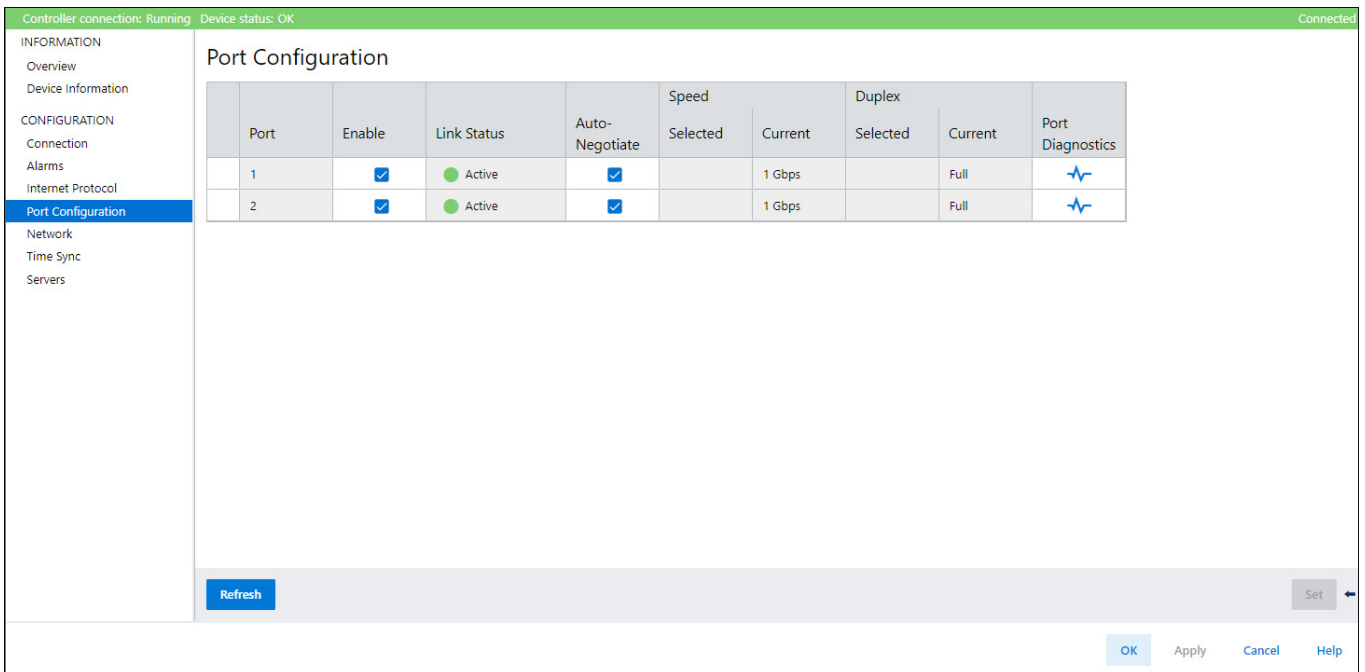 Controller connection: Running Device status: OK Connected
INFORMATION
Overview
Device Information
CONFIGURATION
Connection
Alarms
Internet Protocol
Port Configuration
Network
Time Sync
Servers
Port Configuration
Speed Duplex
Port Enable Link Status Auto-Negotiate Selected Current Selected Current Port Diagnostics
1 Active 1 Gbps Full
2 Active 1 Gbps Full
Refresh Set
OK Apply Cancel Help